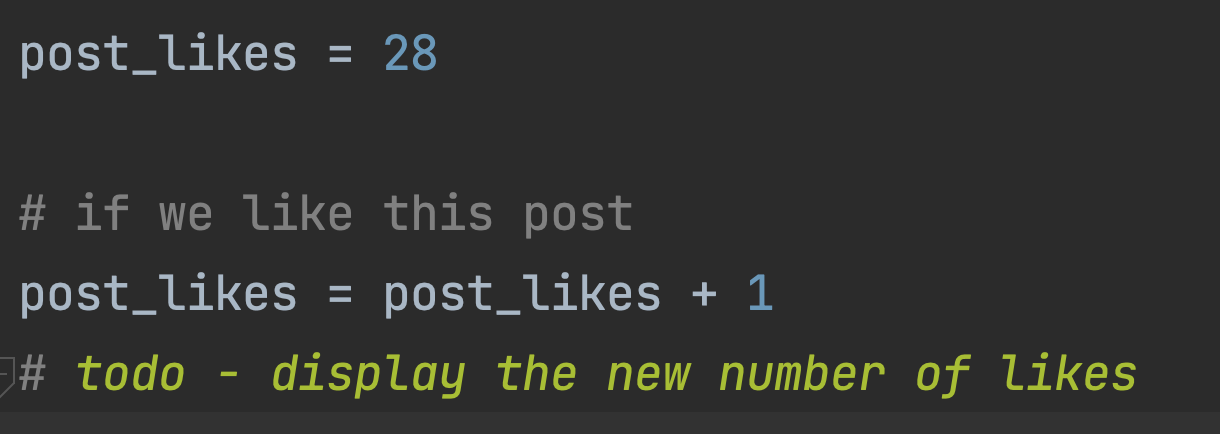 post_likes = 28
# if we like this post
post_likes = post_likes + 1
# todo - display the new number of likes